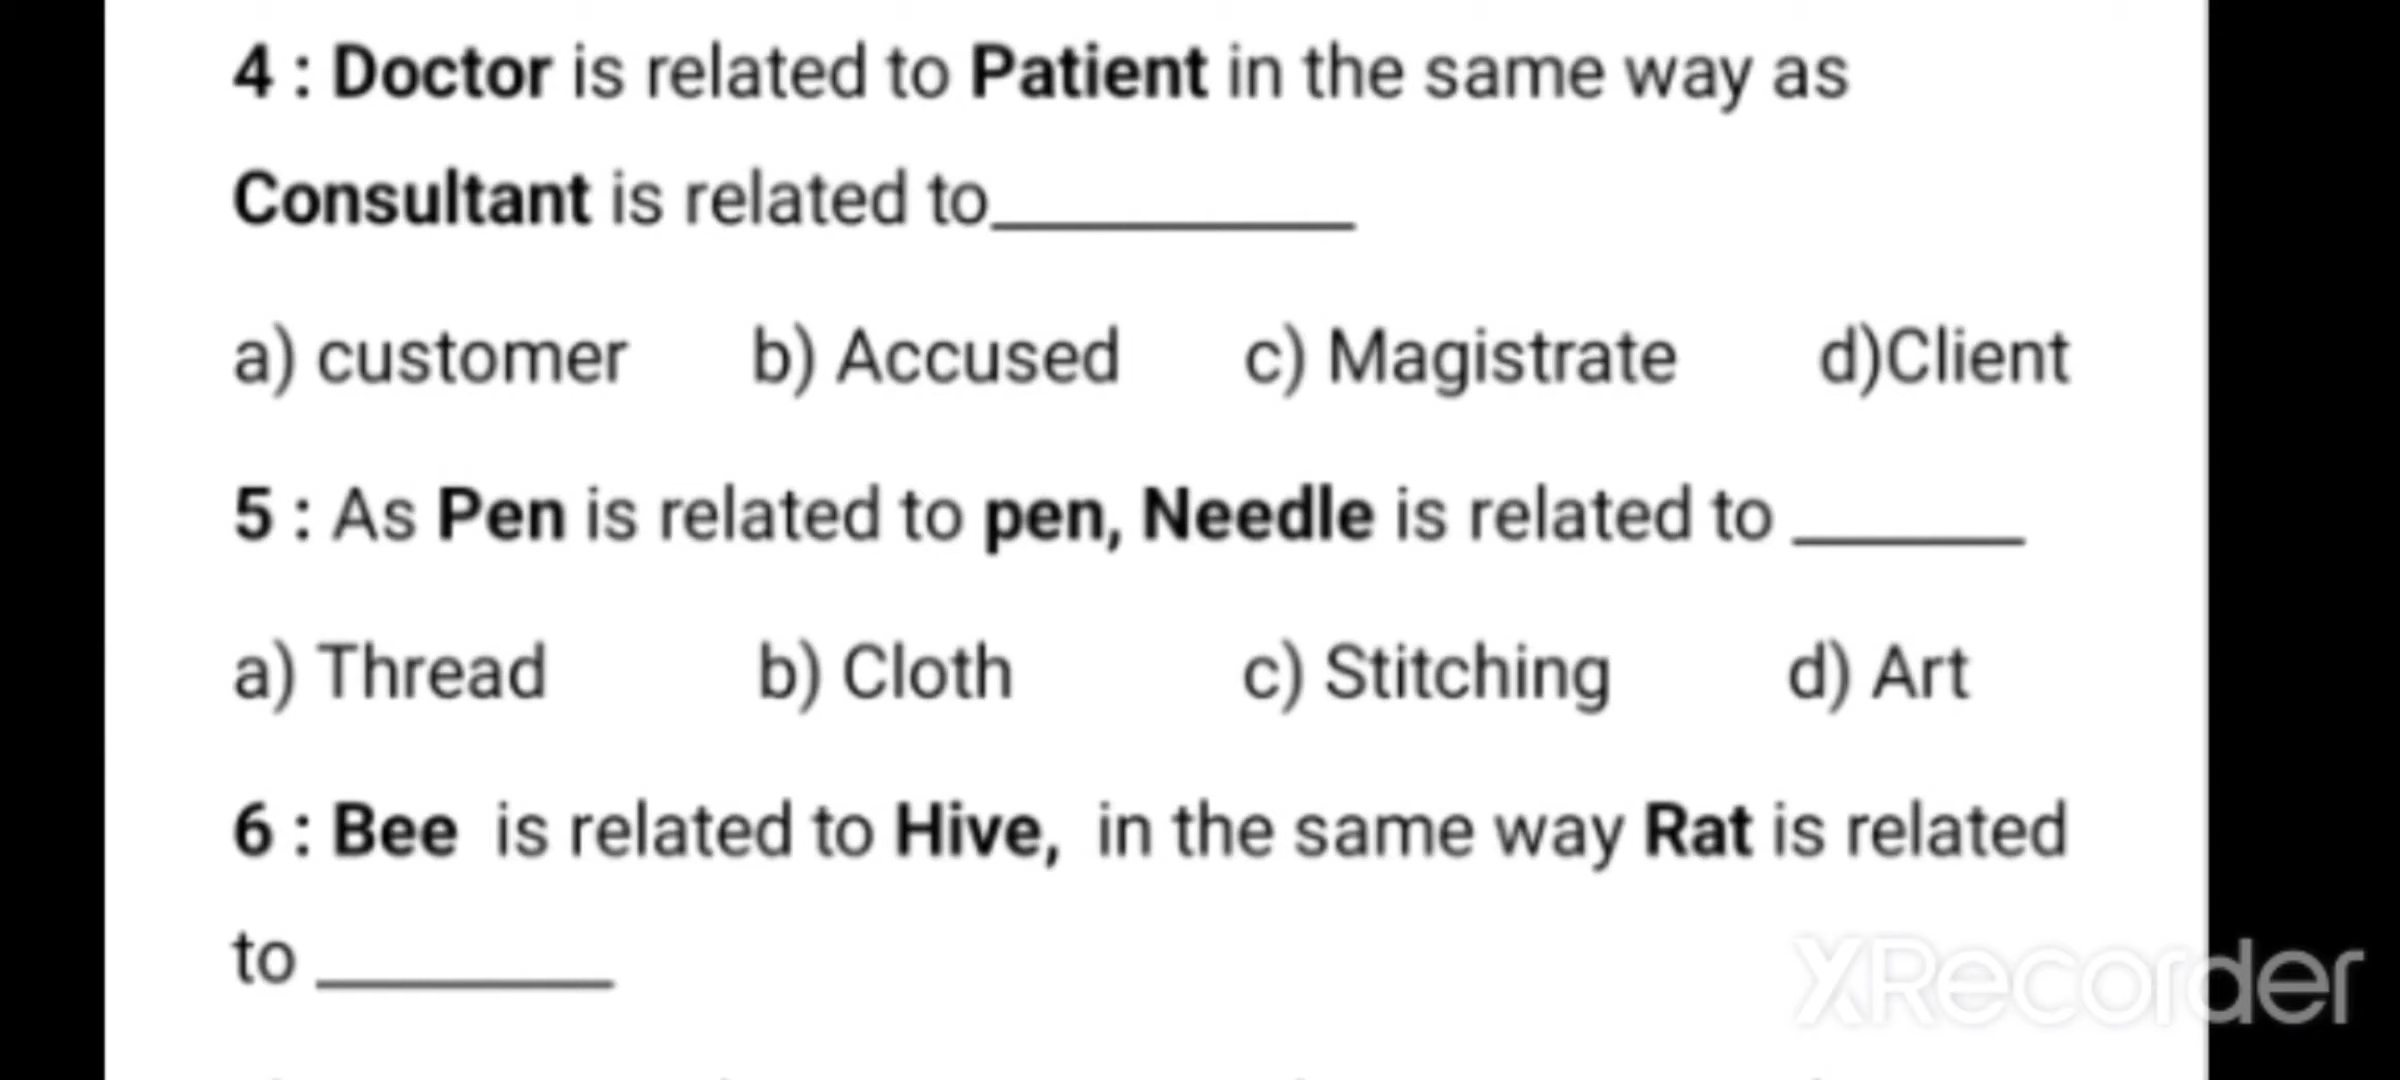 4 : Doctor is related to Patient in the same way as
Consultant is related to__________
a) customer b) Accused c) Magistrate d)Client
5 : As Pen is related to pen, Needle is related to ______
a) Thread b) Cloth c) Stitching d) Art
6 : Bee is related to Hive, in the same way Rat is related
to ________
XRecorder